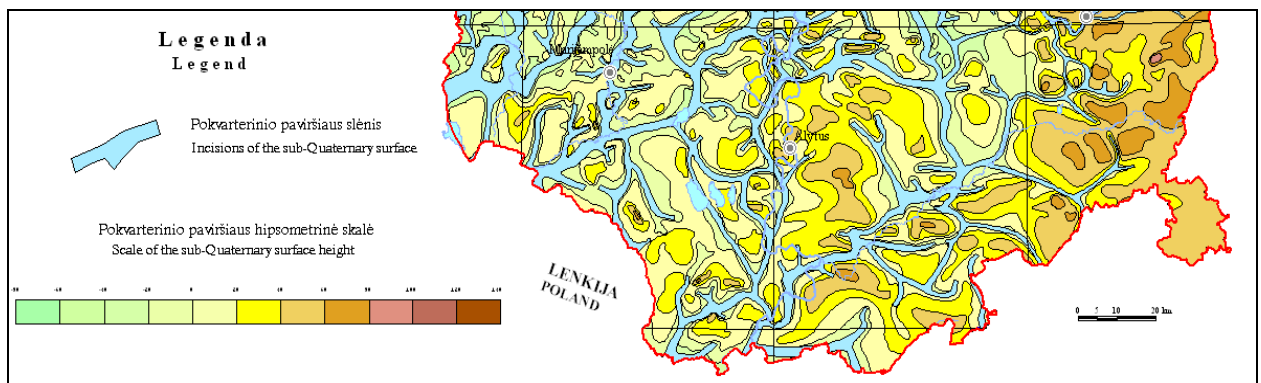 Legenda
Legend
Pokvarterinio paviršiaus slėnis
Incisions of the sub-Quaternary surface
Pokvarterinio paviršiaus hipsometrinė skalė
Scale of the sub-Quaternary surface height
Marijampolė
Alytus
LENKIJA
POLAND
0 5 10 20 km